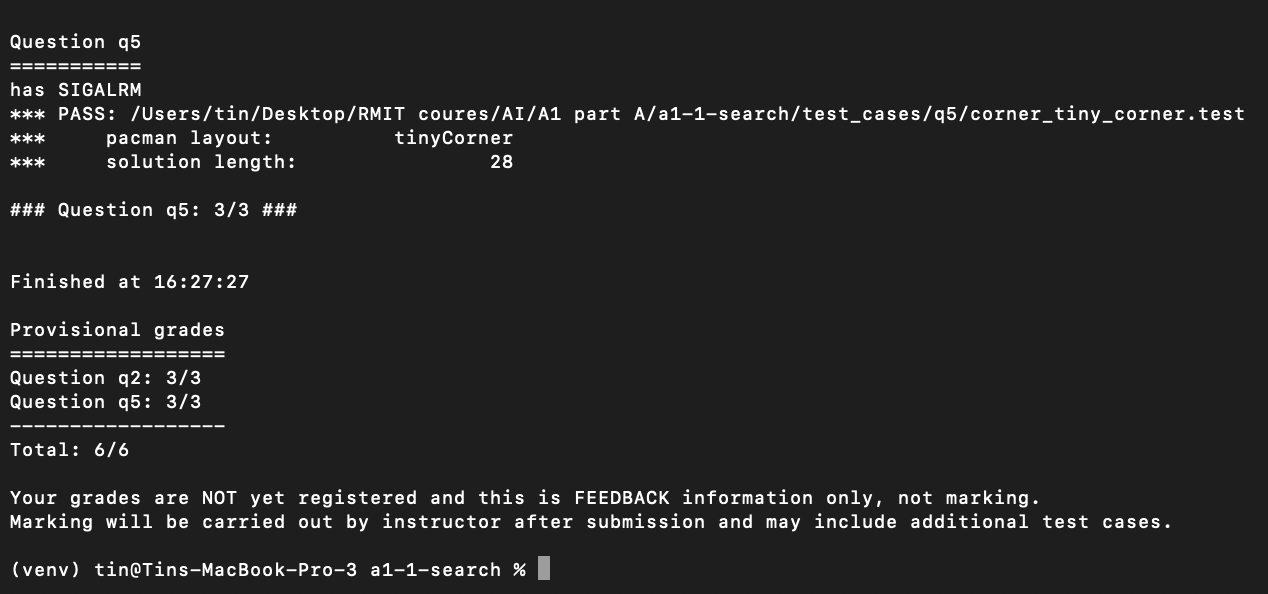 Question q5
===========
has SIGALRM
*** PASS: /Users/tin/Desktop/RMIT coures/AI/A1 part A/a1-1-search/test_cases/q5/corner_tiny_corner.test
***     pacman layout:          tinyCorner
***     solution length:                28
### Question q5: 3/3 ###
Finished at 16:27:27
Provisional grades
==================
Question q2: 3/3
Question q5: 3/3
------------------
Total: 6/6
Your grades are NOT yet registered and this is FEEDBACK information only, not marking.
Marking will be carried out by instructor after submission and may include additional test cases.
(venv) tin@Tins-MacBook-Pro-3 a1-1-search %